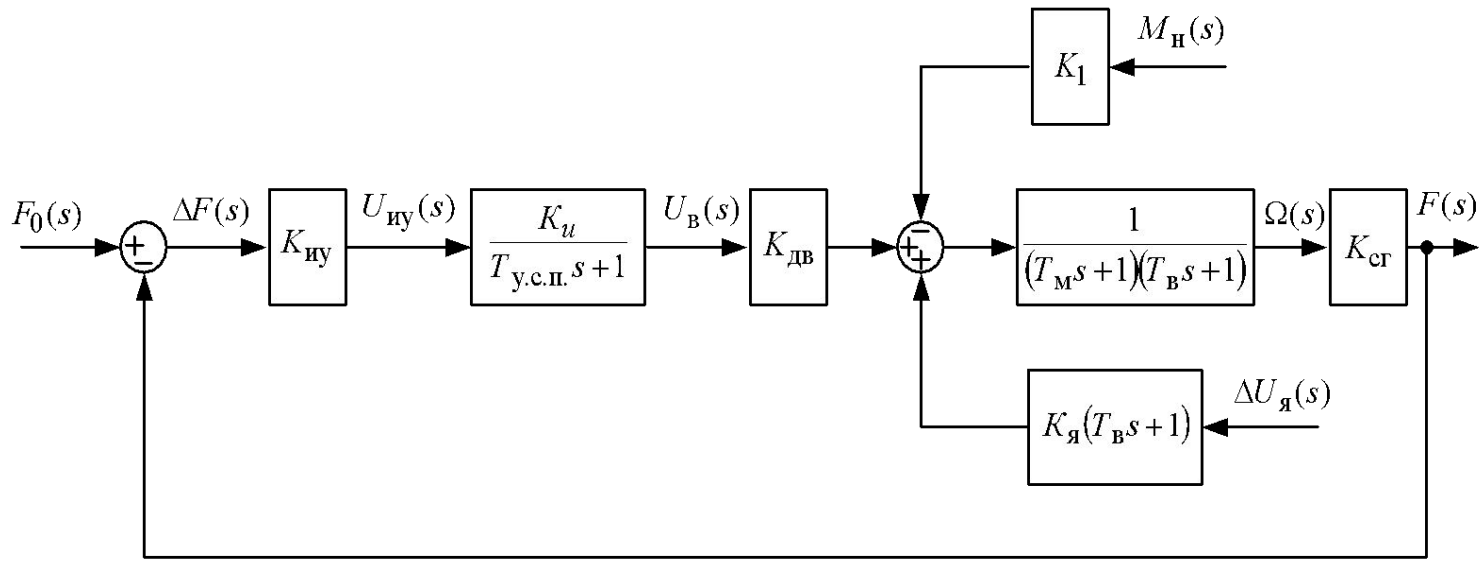 M_н(s)
K_1
F_0(s)
+
−
ΔF(s)
K_иу
U_иу(s)
K_и
T_у.с.п. s + 1
U_в(s)
K_дв
−
+
+
1
(T_м s + 1)(T_в s + 1)
Ω(s)
K_сг
F(s)
K_я(T_в s + 1)
ΔU_я(s)